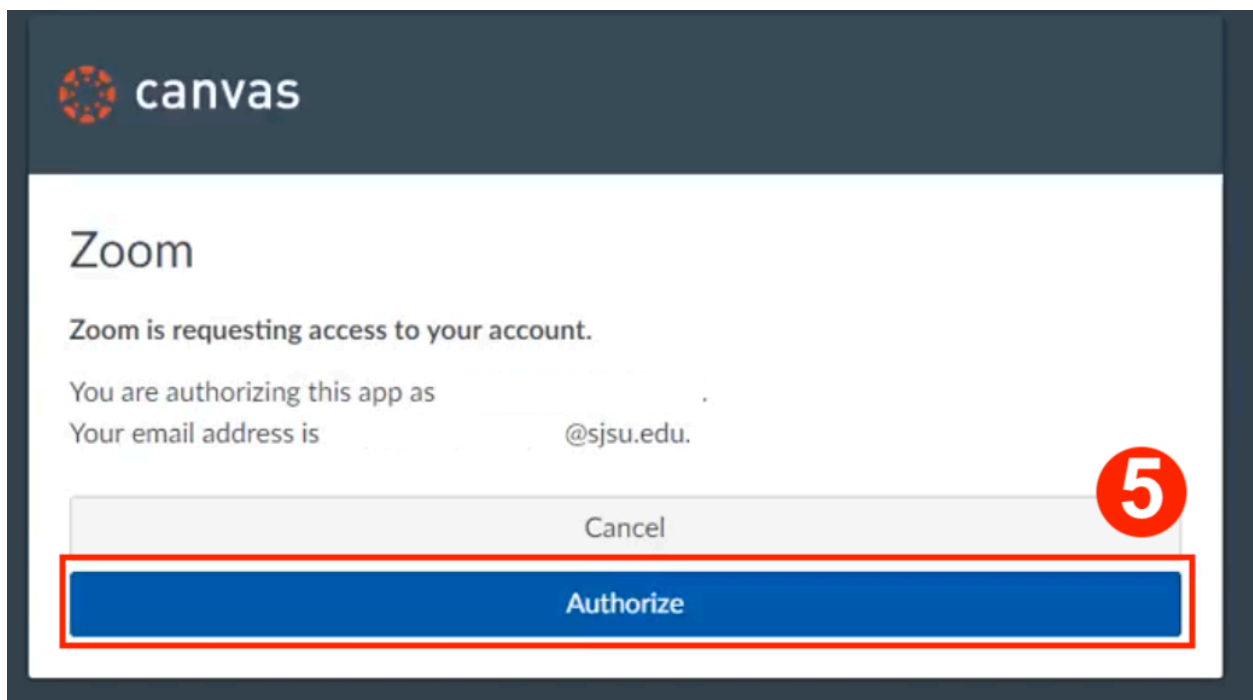 canvas
Zoom
Zoom is requesting access to your account.
You are authorizing this app as .
Your email address is @sjsu.edu.
5
Cancel
Authorize